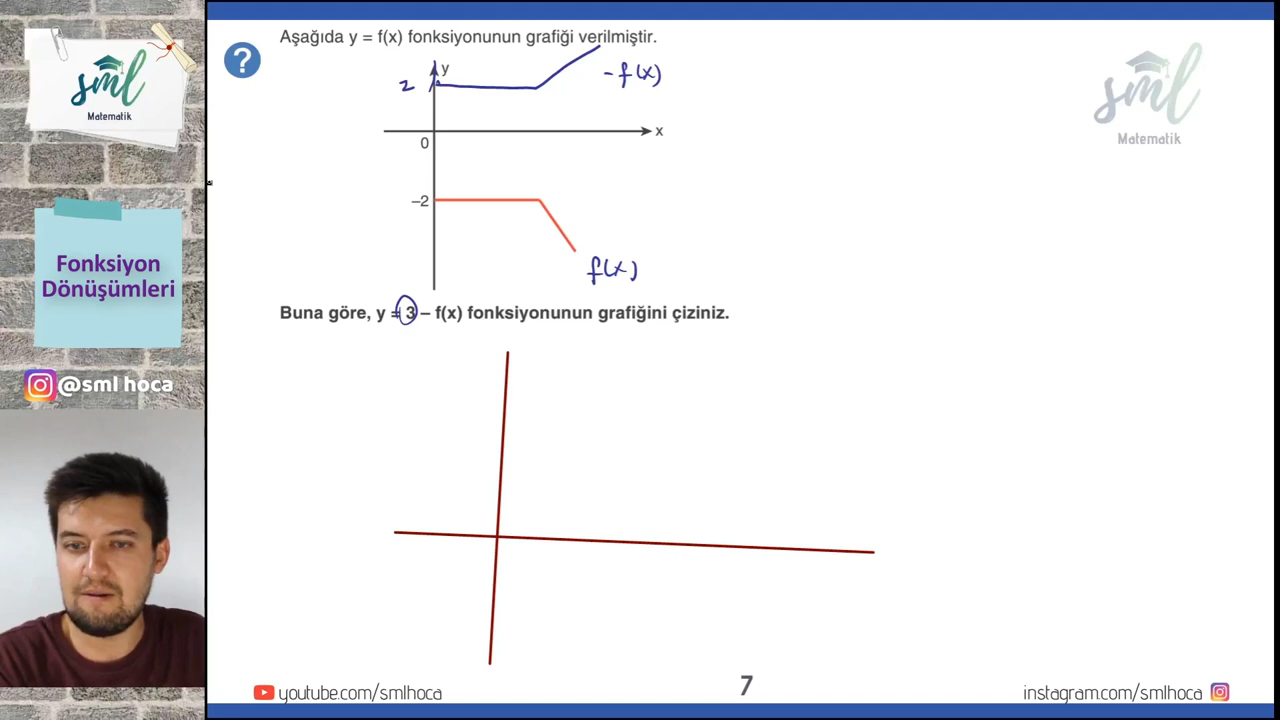 Aşağıda y = f(x) fonksiyonunun grafiği verilmiştir.
?
sml
Matematik
y
2
-f(x)
x
0
–2
f(x)
Buna göre, y = 3 – f(x) fonksiyonunun grafiğini çiziniz.
sml
Matematik
Fonksiyon
Dönüşümleri
@sml hoca
youtube.com/smlhoca
7
instagram.com/smlhoca